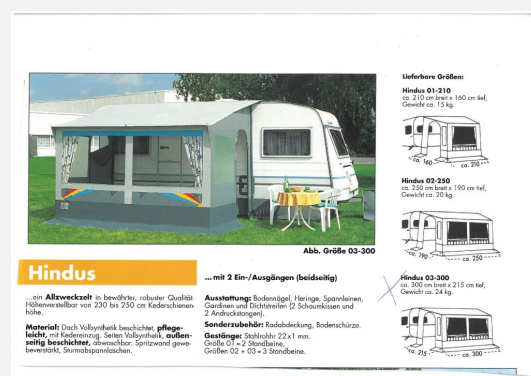 Lieferbare Größen:
Hindus 01-210
ca. 210 cm breit x 160 cm tief,
Gewicht ca. 15 kg.
ca. 160
ca. 210
Hindus 02-250
ca. 250 cm breit x 190 cm tief,
Gewicht ca. 20 kg.
ca. 190
ca. 250
Hindus 03-300
ca. 300 cm breit x 215 cm tief,
Gewicht ca. 24 kg.
ca. 215
ca. 300
Abb. Größe 03-300
Hindus
...ein Allzweckzelt in bewährter, robuster Qualität.
Höhenverstellbar von 230 bis 250 cm Kederschienen-
höhe.
Material: Dach Vollsynthetik beschichtet, pflege-
leicht, mit Kedereinzug. Seiten Vollsynthetik, außen-
seitig beschichtet, abwaschbar. Spritzwand gewe-
beverstärkt, Sturmabspannlaschen.
... mit 2 Ein-/Ausgängen (beidseitig)
Ausstattung: Bodennägel, Heringe, Spannleinen,
Gardinen und Dichtstreifen (2 Schaumkissen und
2 Andruckstangen).
Sonderzubehör: Radabdeckung, Bodenschürze.
Gestänge: Stahlrohr 22 x 1 mm.
Größe 01 = 2 Standbeine,
Größen 02 + 03 = 3 Standbeine.